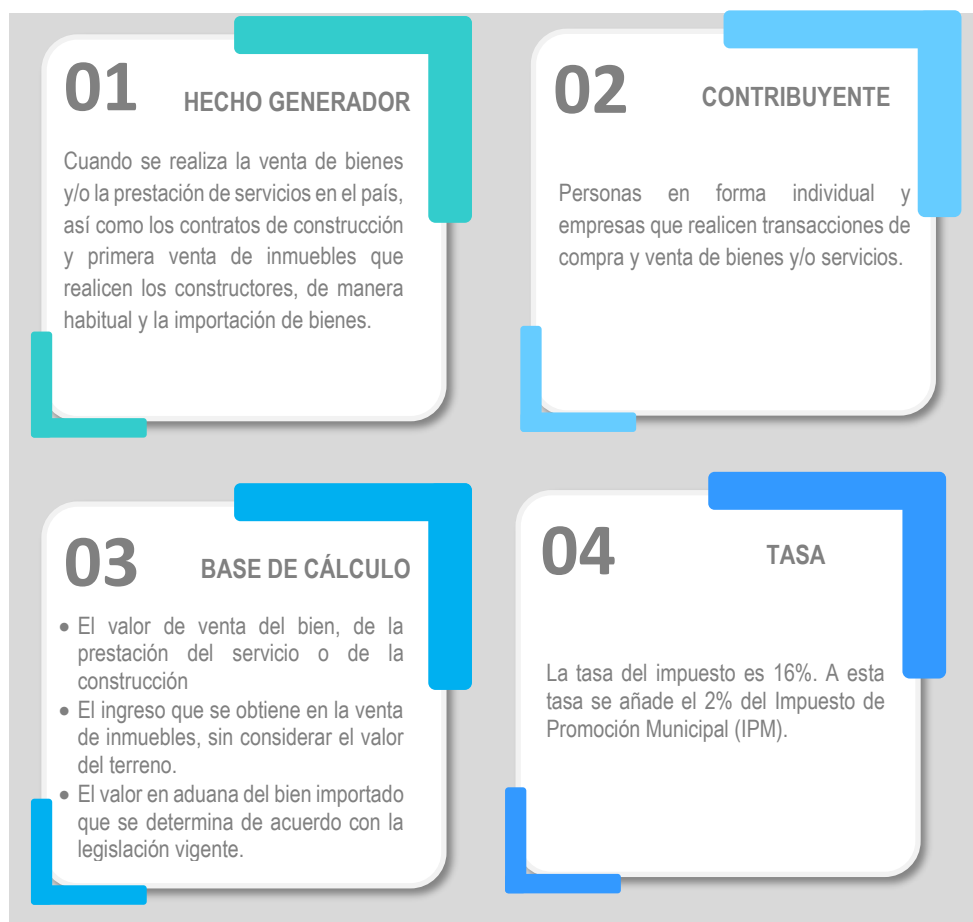 01
HECHO GENERADOR
Cuando se realiza la venta de bienes
y/o la prestación de servicios en el país,
así como los contratos de construcción
y primera venta de inmuebles que
realicen los constructores, de manera
habitual y la importación de bienes.
02
CONTRIBUYENTE
Personas en forma individual y
empresas que realicen transacciones de
compra y venta de bienes y/o servicios.
03
BASE DE CÁLCULO
• El valor de venta del bien, de la
prestación del servicio o de la
construcción
• El ingreso que se obtiene en la venta
de inmuebles, sin considerar el valor
del terreno.
• El valor en aduana del bien importado
que se determina de acuerdo con la
legislación vigente.
04
TASA
La tasa del impuesto es 16%. A esta
tasa se añade el 2% del Impuesto de
Promoción Municipal (IPM).